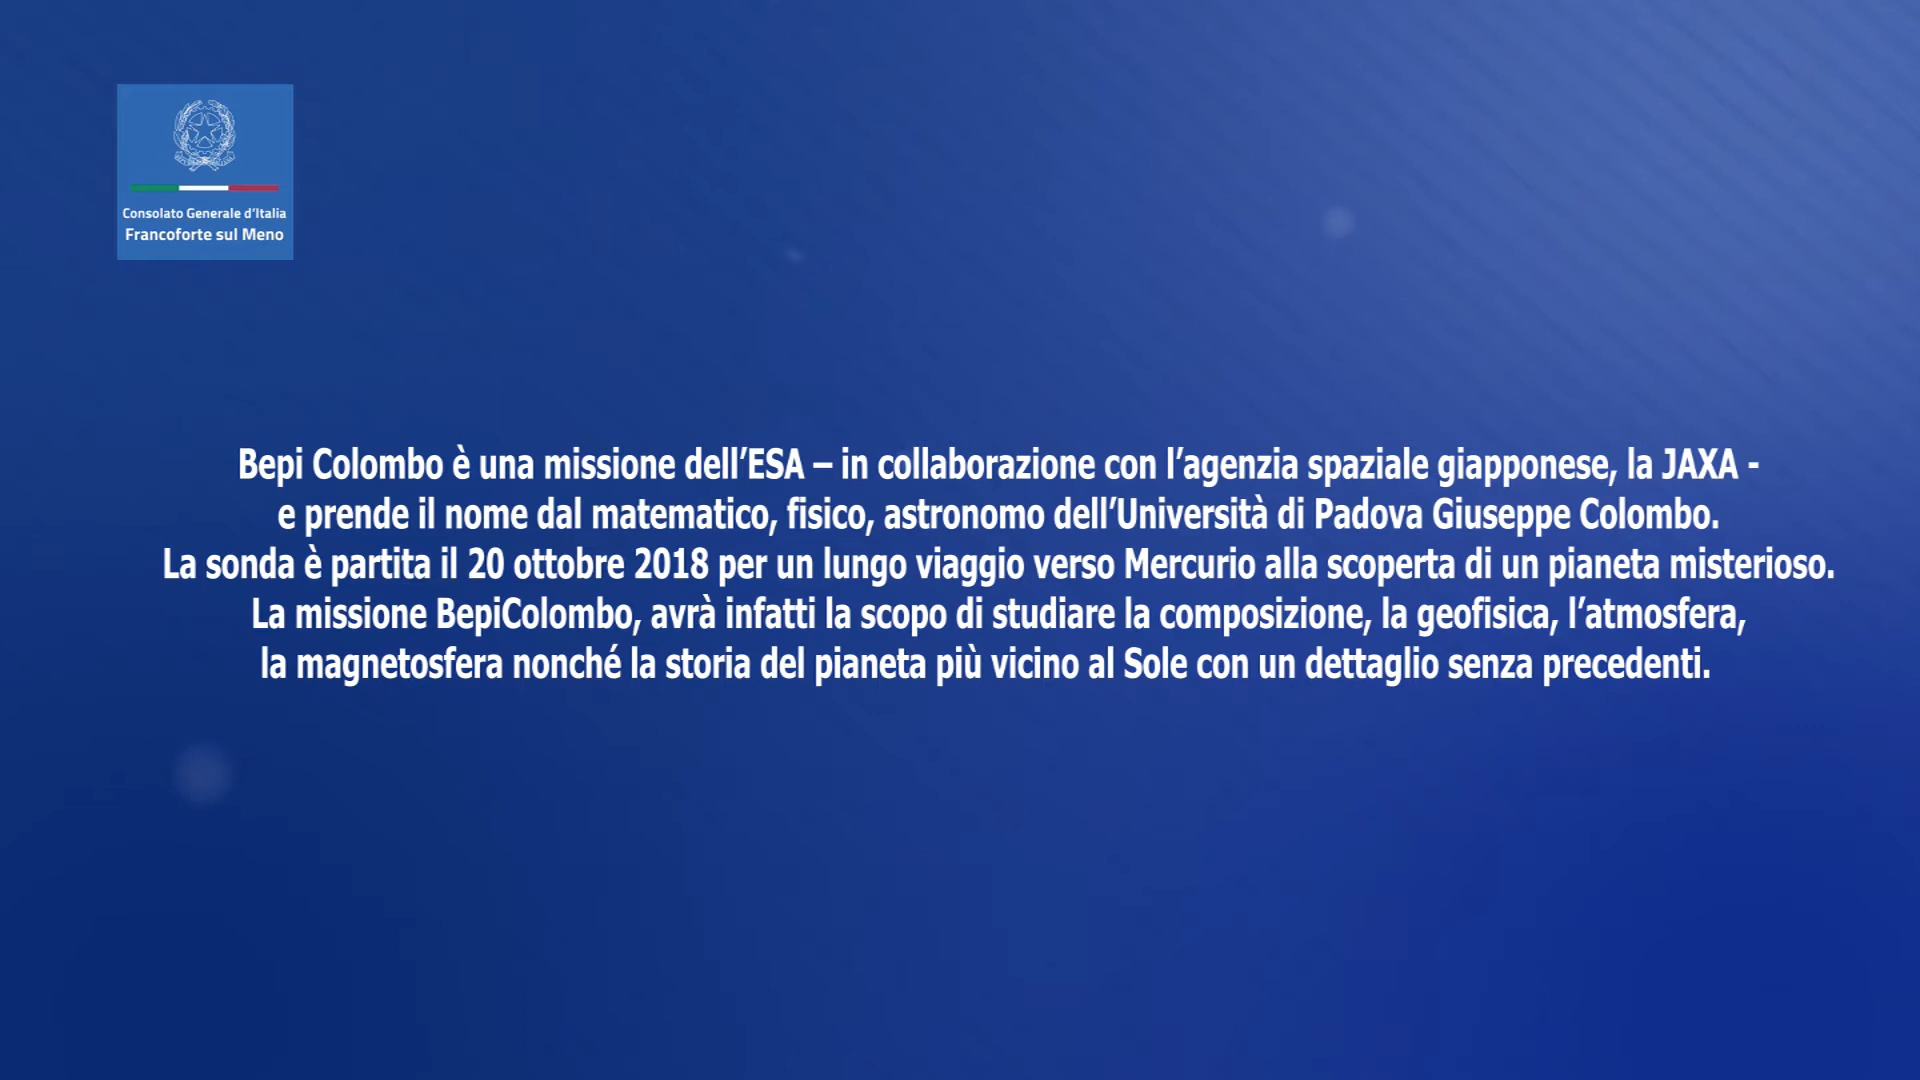 Consolato Generale d'Italia
Francoforte sul Meno
Bepi Colombo è una missione dell’ESA – in collaborazione con l’agenzia spaziale giapponese, la JAXA -
e prende il nome dal matematico, fisico, astronomo dell’Università di Padova Giuseppe Colombo.
La sonda è partita il 20 ottobre 2018 per un lungo viaggio verso Mercurio alla scoperta di un pianeta misterioso.
La missione BepiColombo, avrà infatti la scopo di studiare la composizione, la geofisica, l’atmosfera,
la magnetosfera nonché la storia del pianeta più vicino al Sole con un dettaglio senza precedenti.